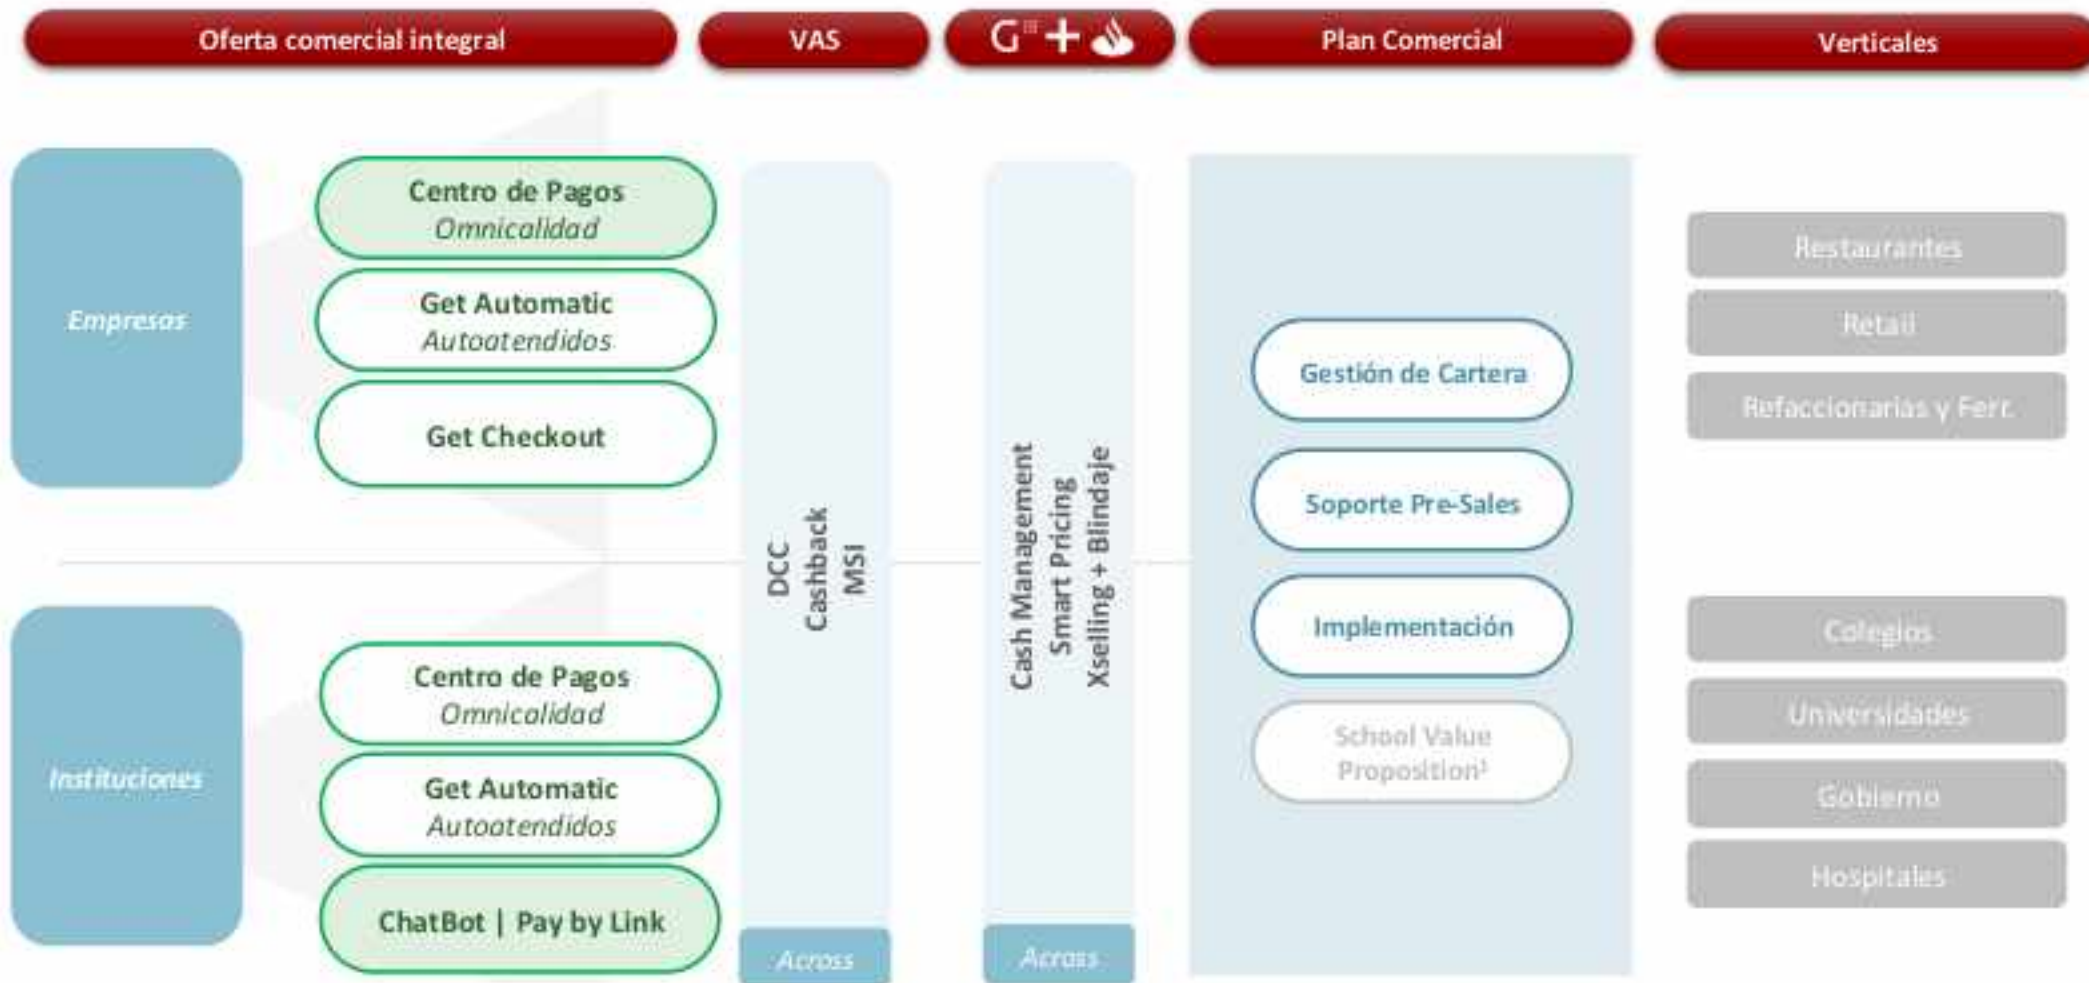 Oferta comercial integral
VAS
G +
Plan Comercial
Verticales
Empresas
Centro de Pagos
Omnicalidad
Get Automatic
Autoatendidos
Get Checkout
Instituciones
Centro de Pagos
Omnicalidad
Get Automatic
Autoatendidos
ChatBot | Pay by Link
DCC
Cashback
MSI
Across
Cash Management
Smart Pricing
Xselling + Blindaje
Across
Gestión de Cartera
Soporte Pre-Sales
Implementación
School Value
Proposition¹
Restaurantes
Retail
Refaccionarias y Ferr.
Colegios
Universidades
Gobierno
Hospitales